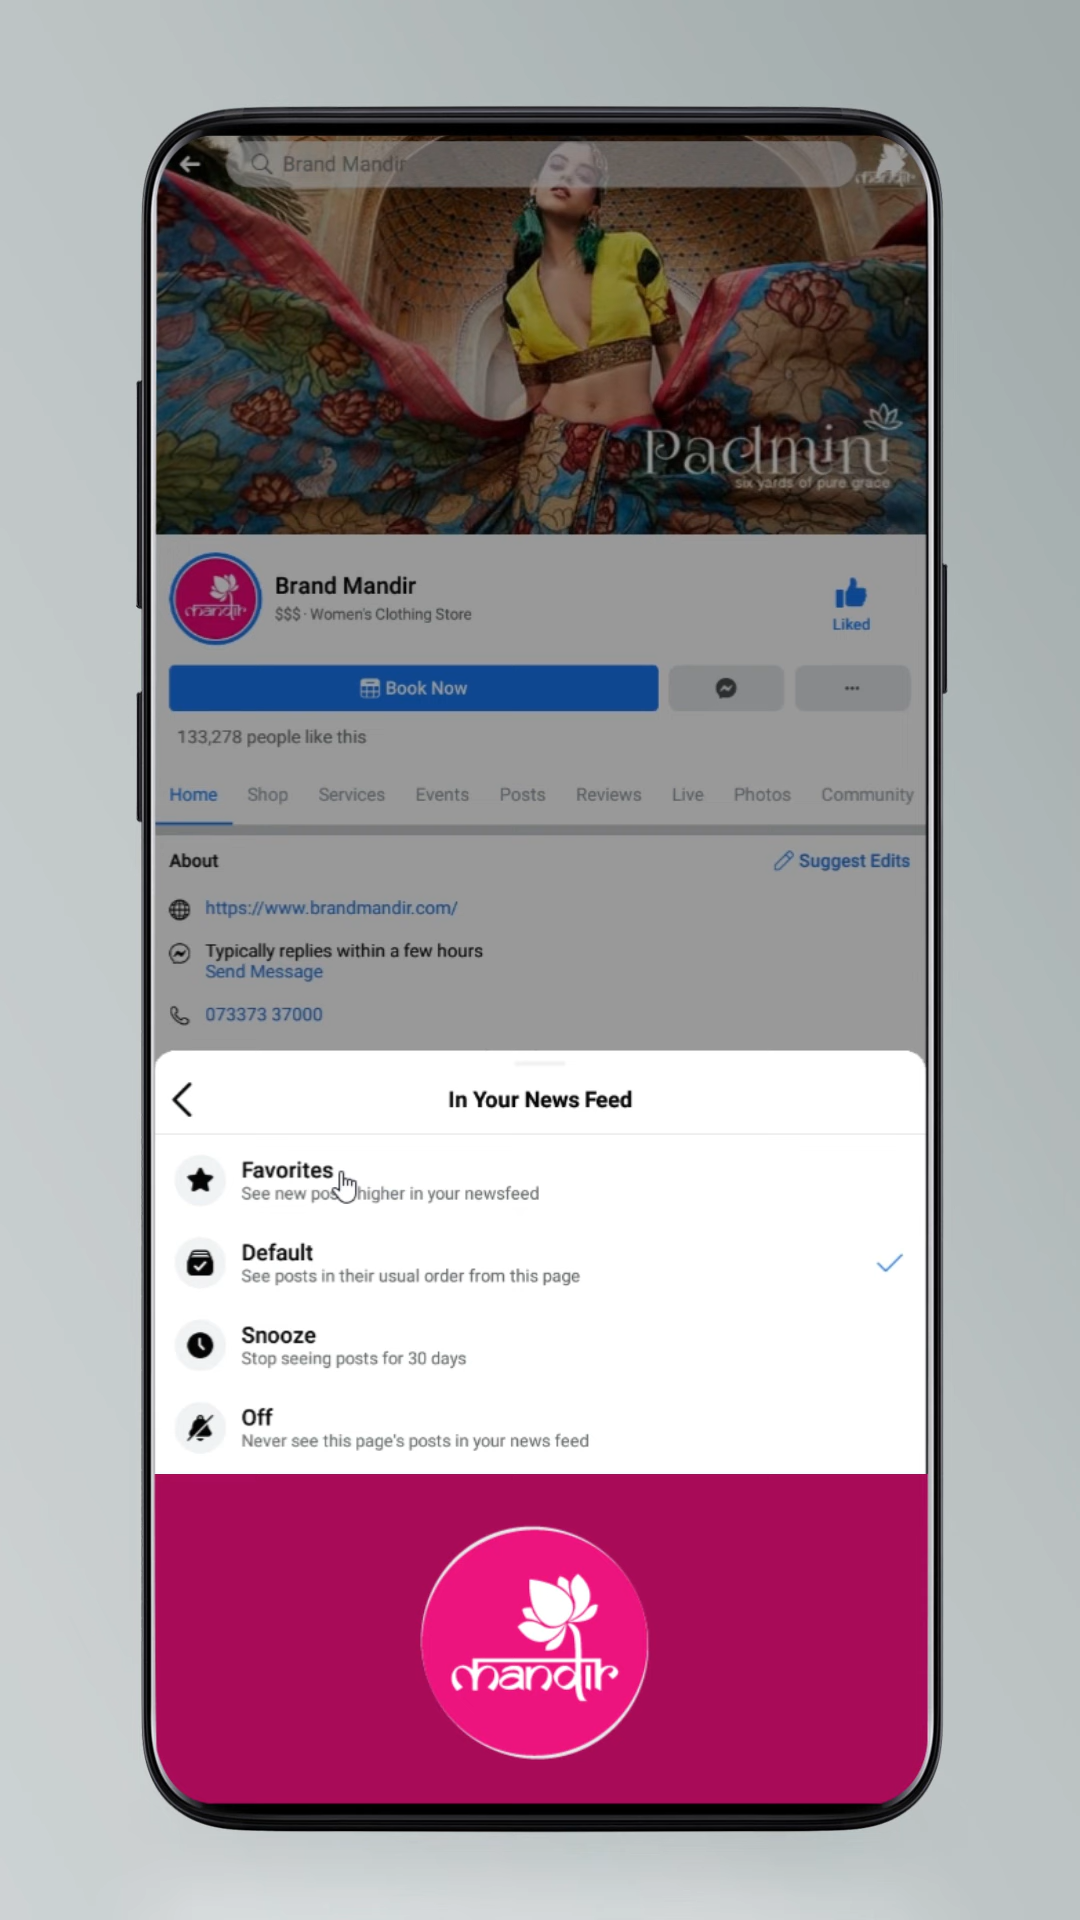 Brand Mandir
mandir
Padmini
six yards of pure grace
mandir
Brand Mandir
$$$ · Women's Clothing Store
Liked
Book Now
133,278 people like this
Home Shop Services Events Posts Reviews Live Photos Community
About
Suggest Edits
https://www.brandmandir.com/
Typically replies within a few hours
Send Message
073373 37000
In Your News Feed
Favorites
See new pos higher in your newsfeed
Default
See posts in their usual order from this page
Snooze
Stop seeing posts for 30 days
Off
Never see this page's posts in your news feed
mandir